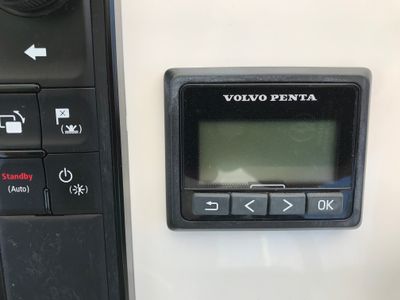 VOLVO PENTA
Standby
(Auto)
OK